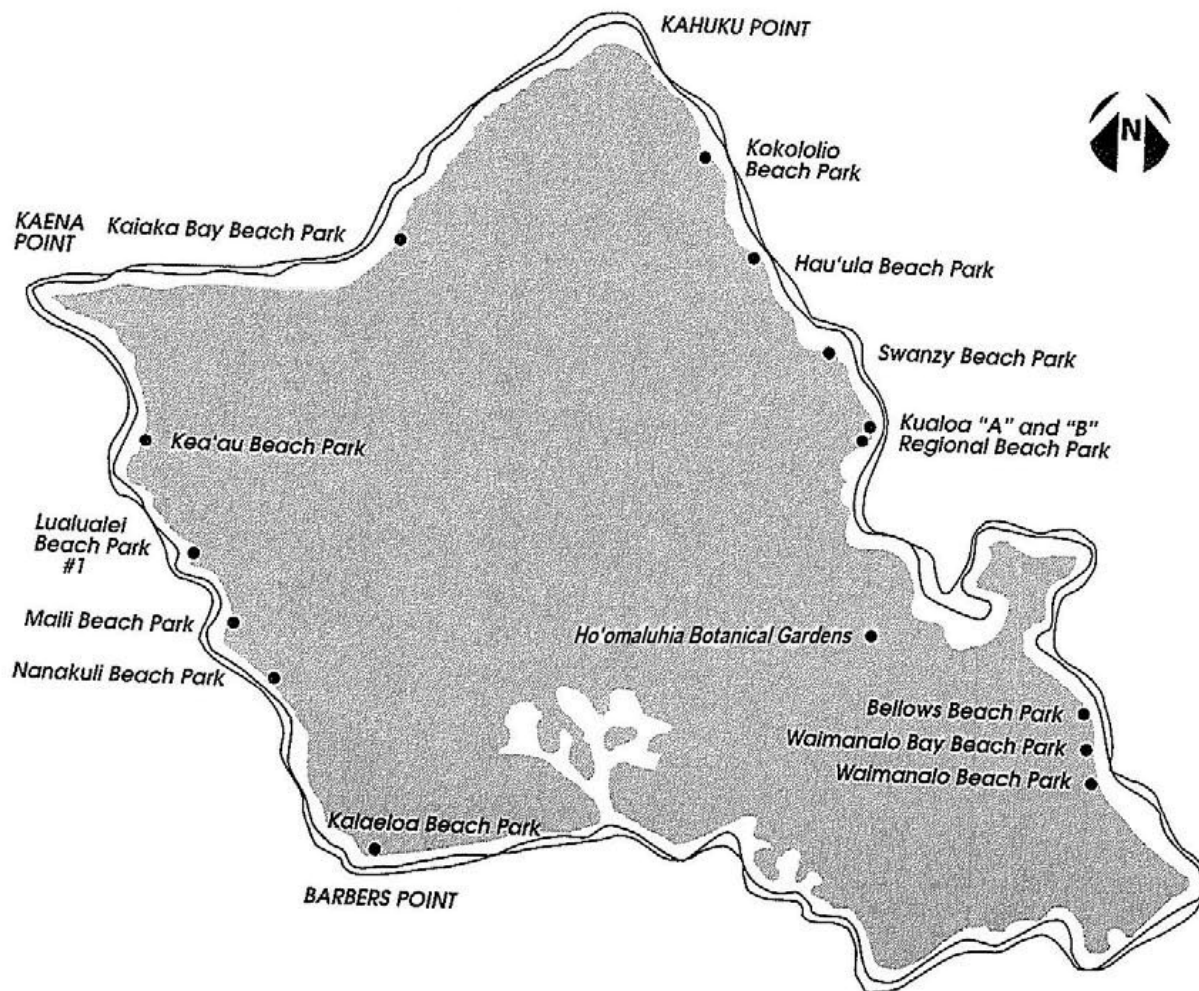 KAHUKU POINT
N
Kokololio
Beach Park
KAENA
POINT
Kaiaka Bay Beach Park
Hau'ula Beach Park
Swanzy Beach Park
Kea'au Beach Park
Kualoa "A" and "B"
Regional Beach Park
Lualualei
Beach Park
#1
Maili Beach Park
Ho'omaluhia Botanical Gardens
Nanakuli Beach Park
Bellows Beach Park
Waimanalo Bay Beach Park
Waimanalo Beach Park
Kalaeloa Beach Park
BARBERS POINT